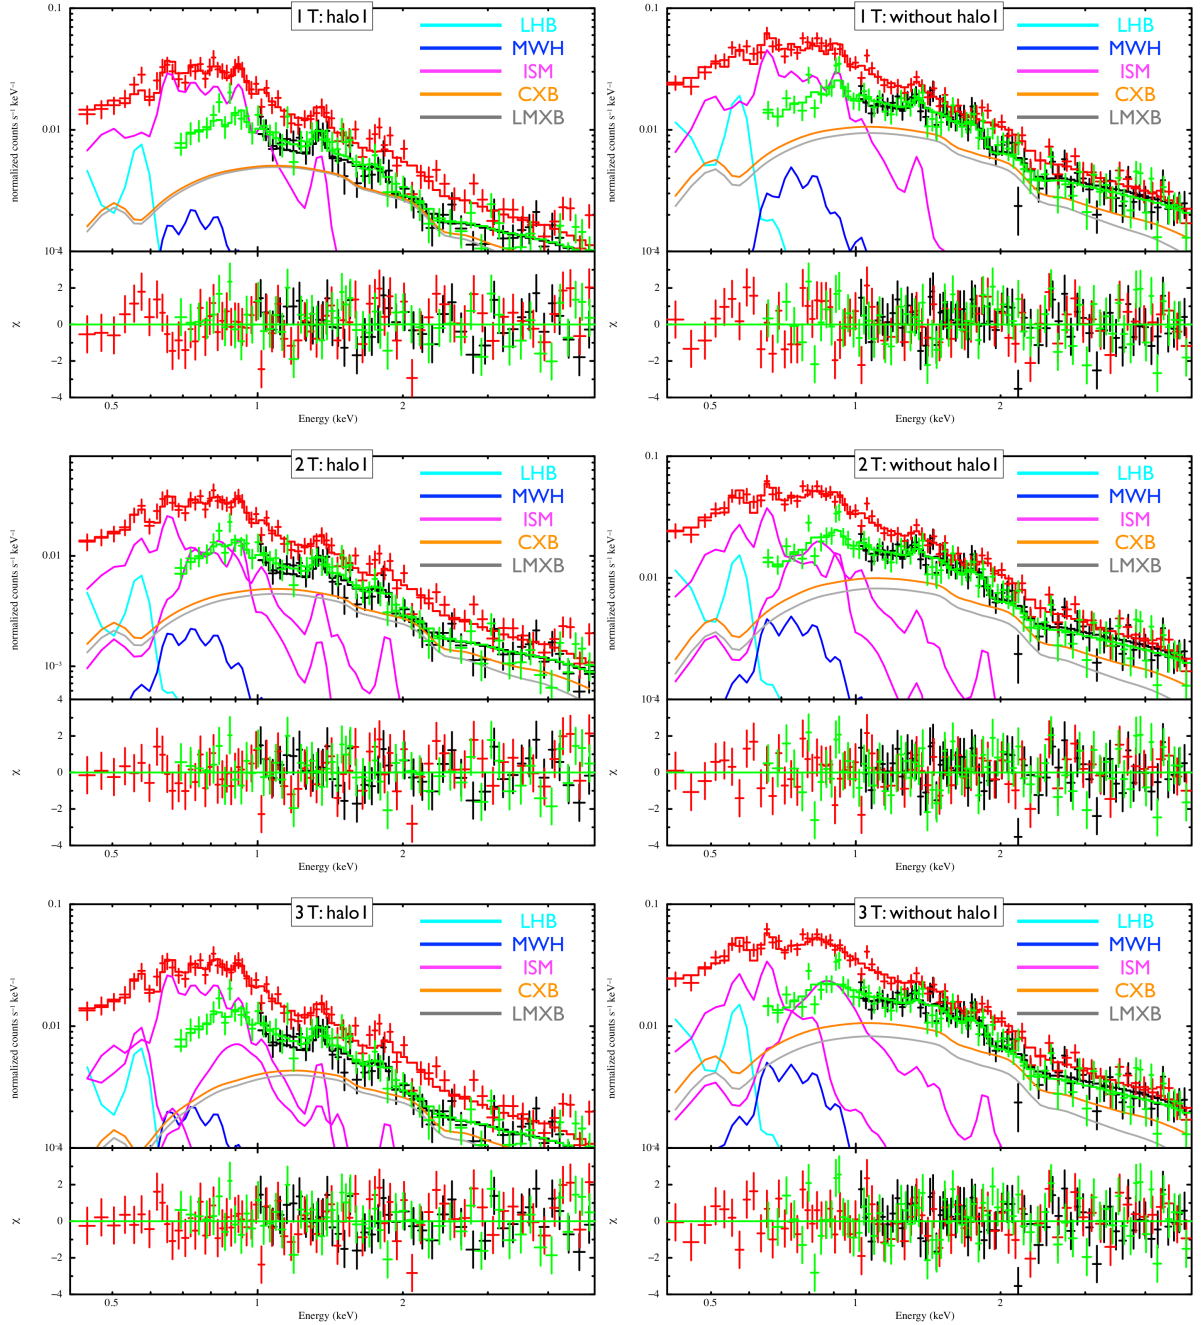 1 T: halo1
LHB
MWH
ISM
CXB
LMXB
0.1
0.01
10⁻⁴
normalized counts s⁻¹ keV⁻¹
2
0
−2
−4
χ
0.5
1
2
Energy (keV)
1 T: without halo1
LHB
MWH
ISM
CXB
LMXB
0.1
0.01
10⁻⁴
normalized counts s⁻¹ keV⁻¹
2
0
−2
−4
χ
0.5
1
2
Energy (keV)
2 T: halo1
LHB
MWH
ISM
CXB
LMXB
0.01
10⁻³
4
normalized counts s⁻¹ keV⁻¹
2
0
−2
−4
χ
0.5
1
2
Energy (keV)
2 T: without halo1
LHB
MWH
ISM
CXB
LMXB
0.1
0.01
10⁻⁴
normalized counts s⁻¹ keV⁻¹
2
0
−2
−4
χ
0.5
1
2
Energy (keV)
3 T: halo1
LHB
MWH
ISM
CXB
LMXB
0.1
0.01
10⁻⁴
normalized counts s⁻¹ keV⁻¹
2
0
−2
−4
χ
0.5
1
2
Energy (keV)
3 T: without halo1
LHB
MWH
ISM
CXB
LMXB
0.1
0.01
10⁻⁴
normalized counts s⁻¹ keV⁻¹
2
0
−2
−4
χ
0.5
1
2
Energy (keV)